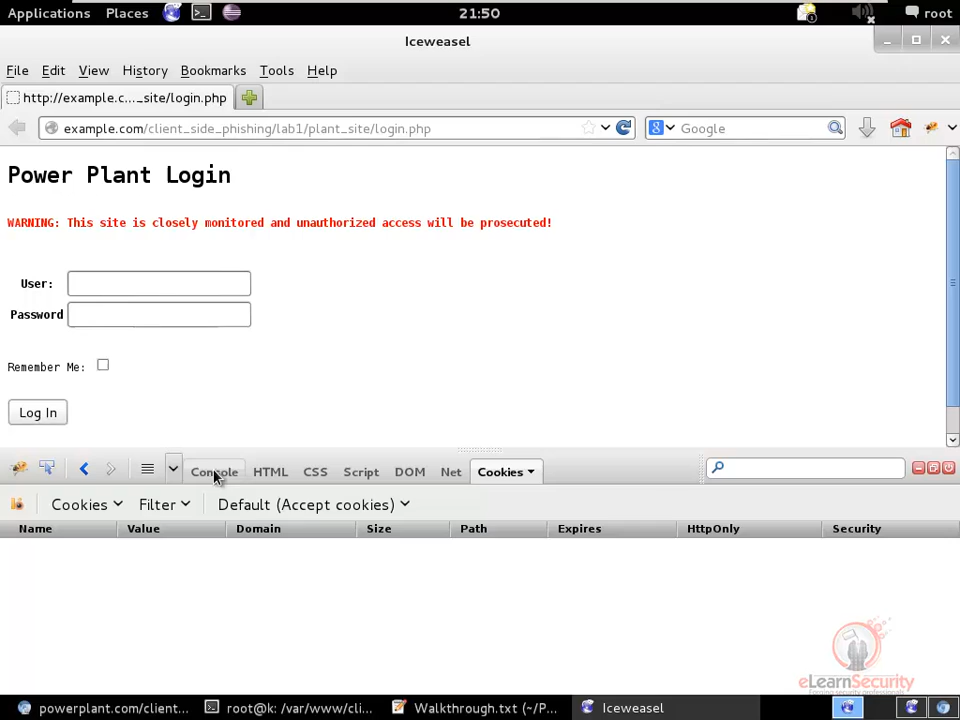 Applications Places 21:50 root
Iceweasel
File Edit View History Bookmarks Tools Help
http://example.c..._site/login.php
example.com/client_side_phishing/lab1/plant_site/login.php Google
Power Plant Login
WARNING: This site is closely monitored and unauthorized access will be prosecuted!
User:
Password
Remember Me:
Log In
Console HTML CSS Script DOM Net Cookies
Cookies Filter Default (Accept cookies)
Name Value Domain Size Path Expires HttpOnly Security
eLearnSecurity
Forging security professionals
powerplant.com/client... root@k: /var/www/cli... Walkthrough.txt (~/P... Iceweasel